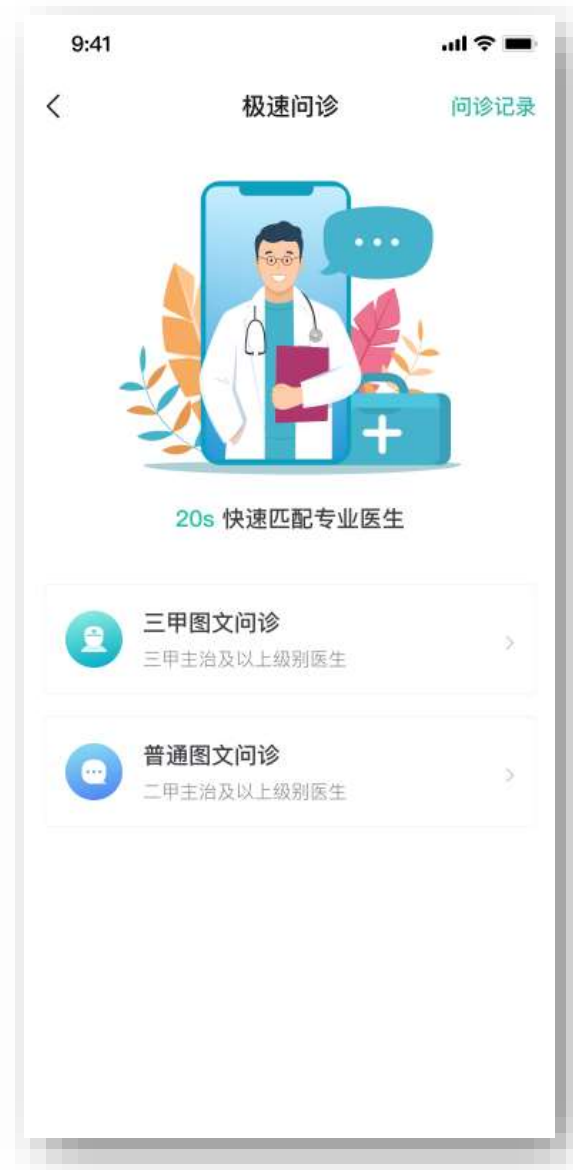 9:41
极速问诊
问诊记录
20s 快速匹配专业医生
三甲图文问诊
三甲主治及以上级别医生
普通图文问诊
二甲主治及以上级别医生